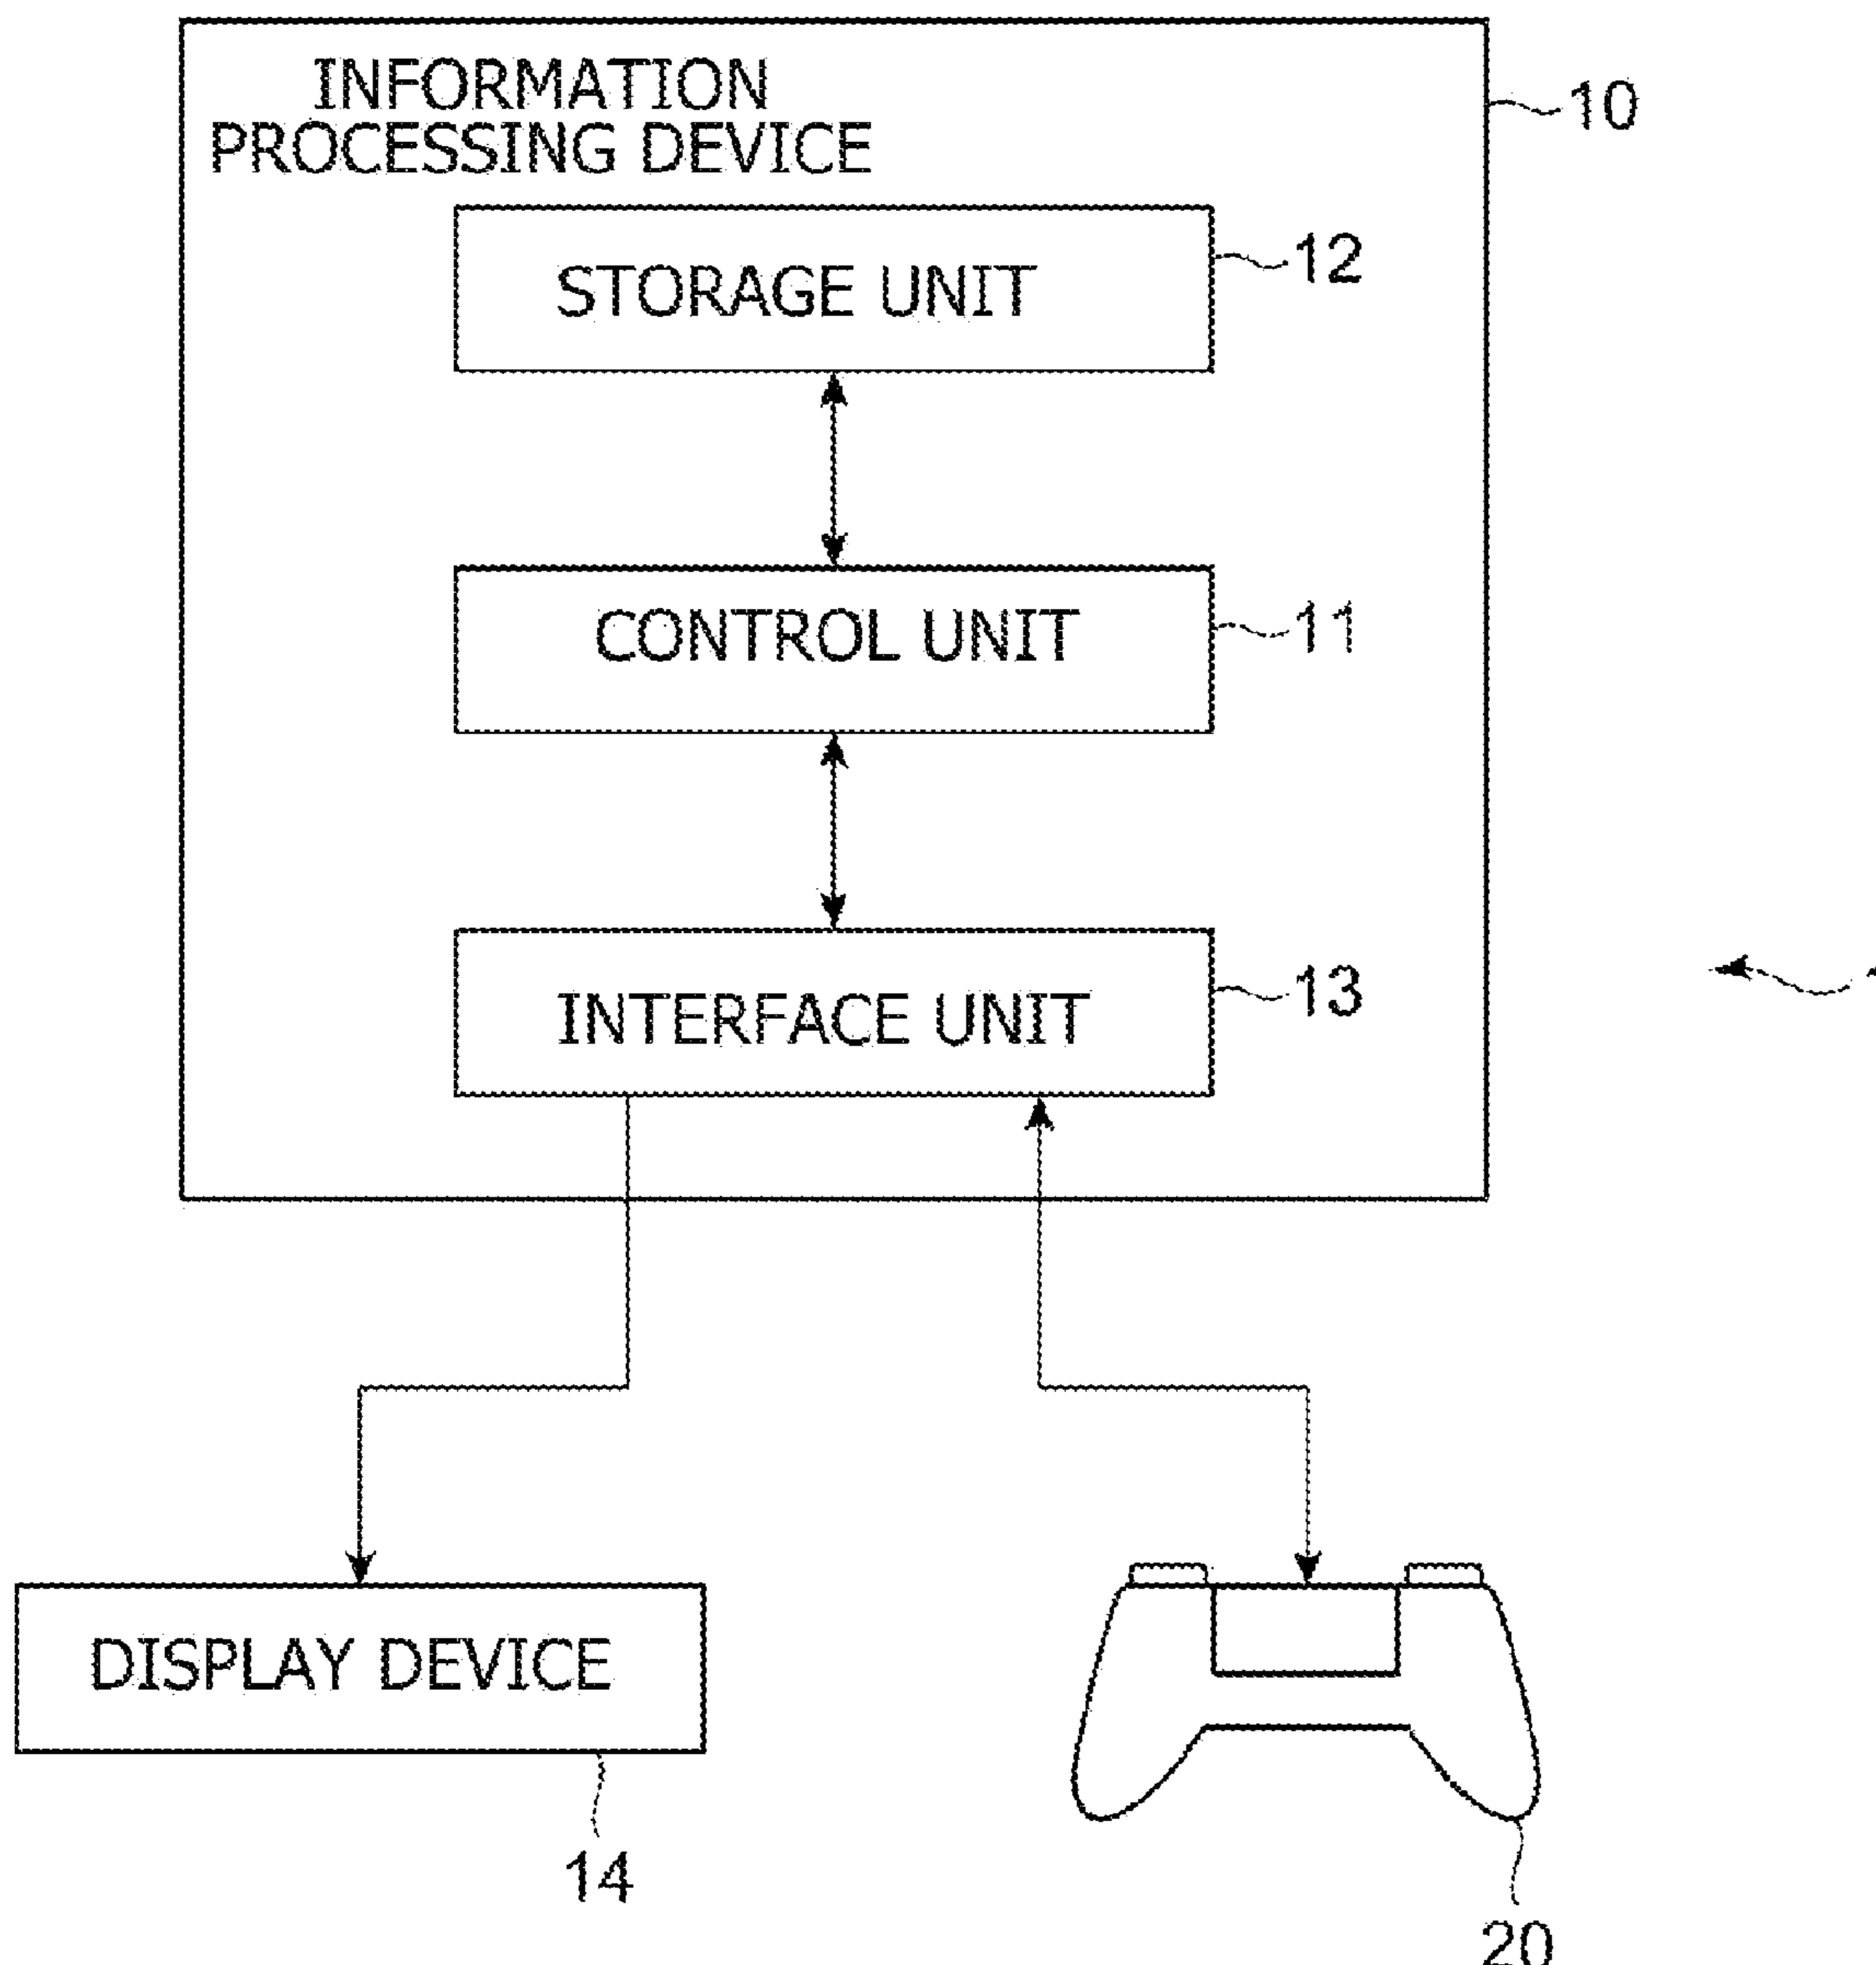 INFORMATION
PROCESSING DEVICE
10
STORAGE UNIT
12
CONTROL UNIT
11
INTERFACE UNIT
13
DISPLAY DEVICE
14
20